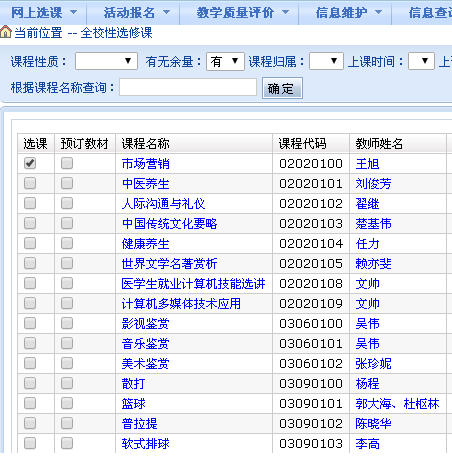 网上选课 活动报名 教学质量评价 信息维护 信息查
当前位置 -- 全校性选修课
课程性质： 有无余量：有 课程归属： 上课时间： 上
根据课程名称查询： 确定
选课 预订教材 课程名称 课程代码 教师姓名
市场营销 02020100 王旭
中医养生 02020101 刘俊芳
人际沟通与礼仪 02020102 翟继
中国传统文化要略 02020103 楚基伟
健康养生 02020104 任力
世界文学名著赏析 02020105 赖亦斐
医学生就业计算机技能选讲 02020108 文帅
计算机多媒体技术应用 02020109 文帅
影视鉴赏 03060100 吴伟
音乐鉴赏 03060101 吴伟
美术鉴赏 03060102 张珍妮
散打 03090100 杨程
篮球 03090101 郭大海、杜枢林
普拉提 03090102 陈晓华
软式排球 03090103 李高